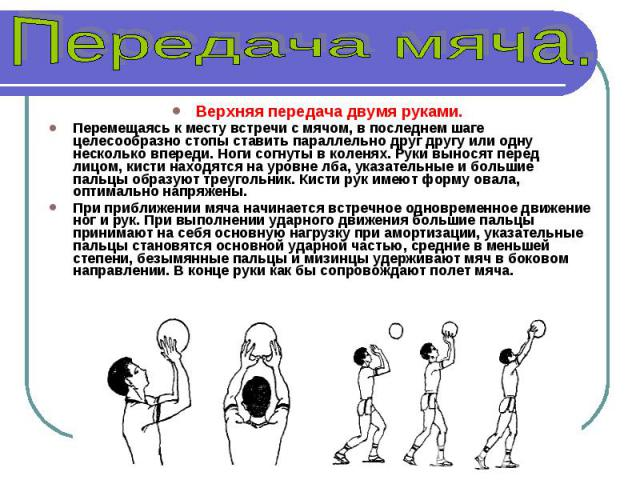 Передача мяча.
Верхняя передача двумя руками.
Перемещаясь к месту встречи с мячом, в последнем шаге
целесообразно стопы ставить параллельно друг другу или одну
несколько впереди. Ноги согнуты в коленях. Руки выносят перед
лицом, кисти находятся на уровне лба, указательные и большие
пальцы образуют треугольник. Кисти рук имеют форму овала,
оптимально напряжены.
При приближении мяча начинается встречное одновременное движение
ног и рук. При выполнении ударного движения большие пальцы
принимают на себя основную нагрузку при амортизации, указательные
пальцы становятся основной ударной частью, средние в меньшей
степени, безымянные пальцы и мизинцы удерживают мяч в боковом
направлении. В конце руки как бы сопровождают полет мяча.